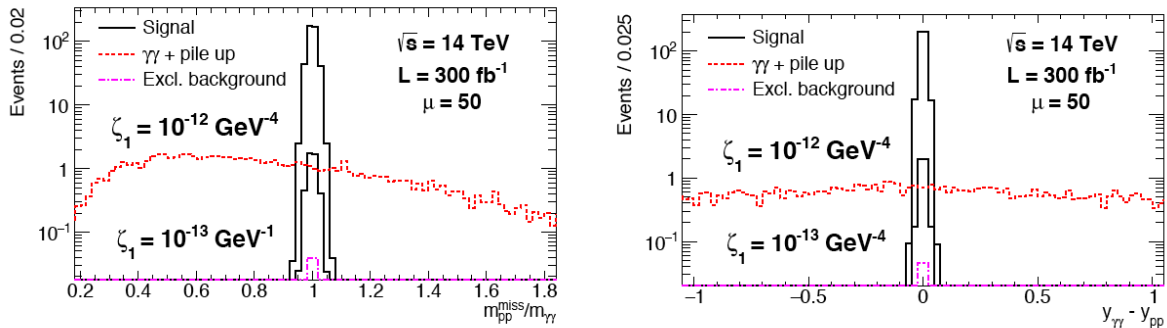 Events / 0.02
10²
10
1
10⁻¹
Signal
γγ + pile up
Excl. background
√s = 14 TeV
L = 300 fb⁻¹
μ = 50
ζ₁ = 10⁻¹² GeV⁻⁴
ζ₁ = 10⁻¹³ GeV⁻¹
0.2 0.4 0.6 0.8 1 1.2 1.4 1.6 1.8
m_pp^miss/m_γγ
Events / 0.025
10²
10
1
10⁻¹
Signal
γγ + pile up
Excl. background
√s = 14 TeV
L = 300 fb⁻¹
μ = 50
ζ₁ = 10⁻¹² GeV⁻⁴
ζ₁ = 10⁻¹³ GeV⁻⁴
−1 −0.5 0 0.5 1
y_γγ - y_pp